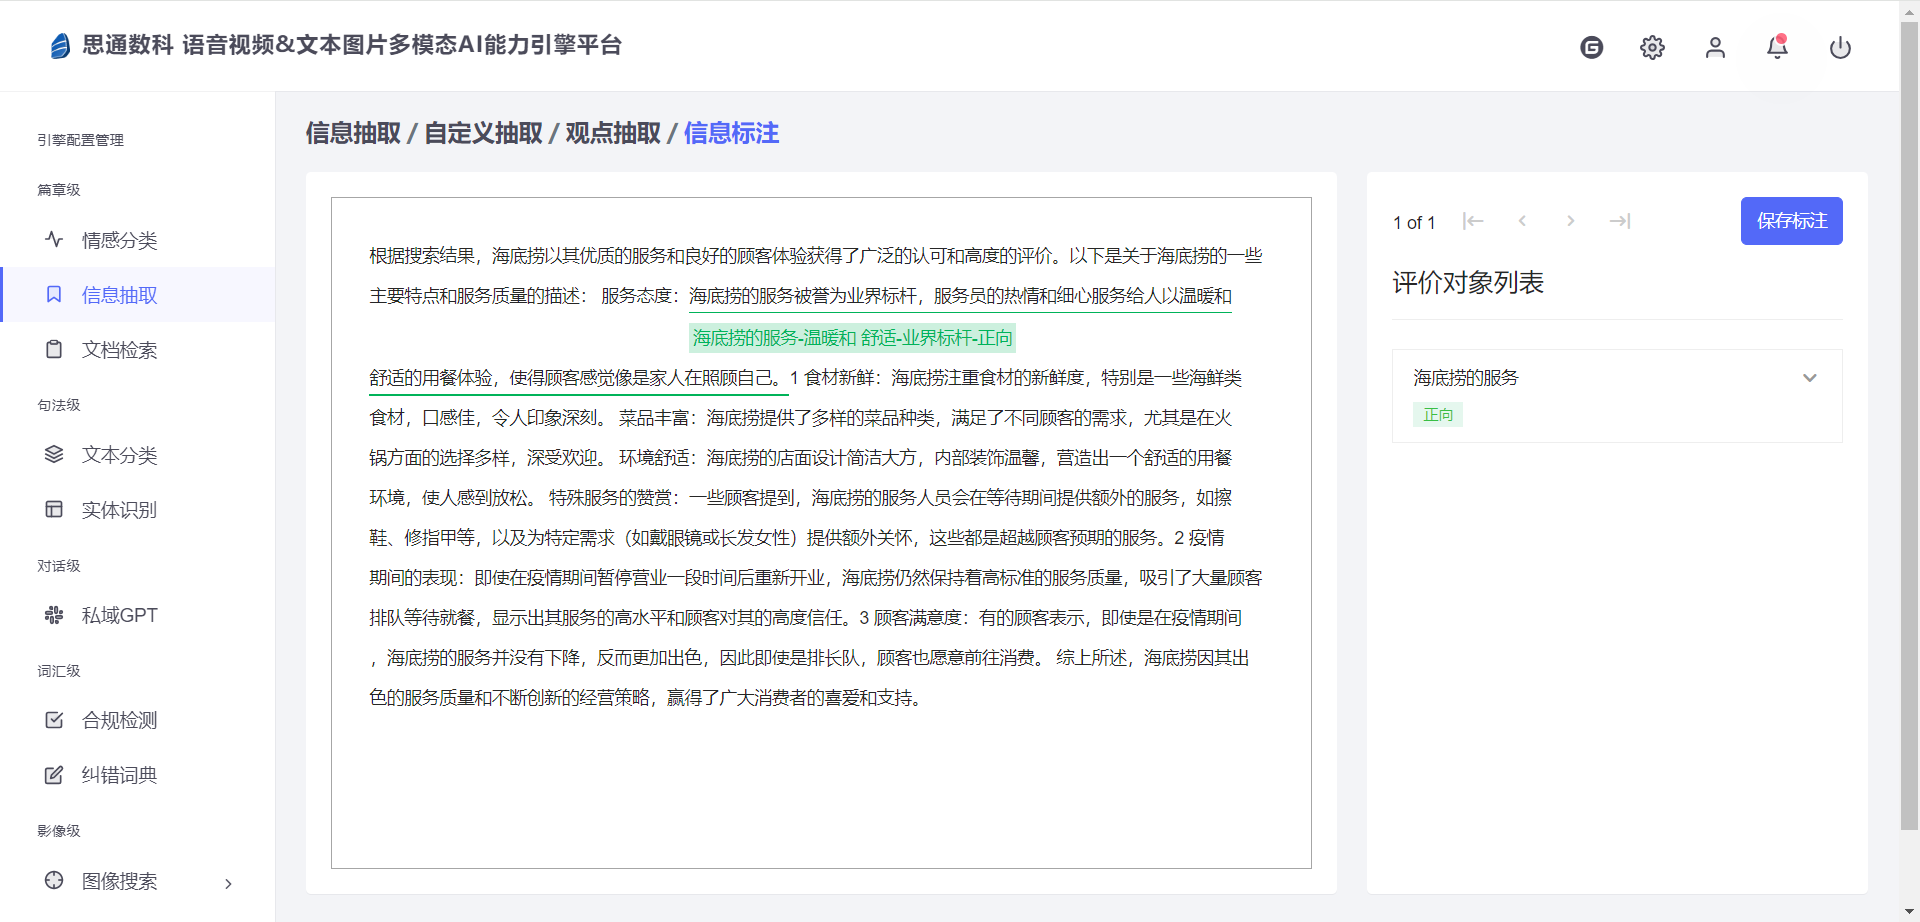 思通数科 语音视频&文本图片多模态AI能力引擎平台
引擎配置管理
篇章级
情感分类
信息抽取
文档检索
句法级
文本分类
实体识别
对话级
私域GPT
词汇级
合规检测
纠错词典
影像级
图像搜索
信息抽取 / 自定义抽取 / 观点抽取 / 信息标注
根据搜索结果，海底捞以其优质的服务和良好的顾客体验获得了广泛的认可和高度的评价。以下是关于海底捞的一些
主要特点和服务质量的描述： 服务态度：海底捞的服务被誉为业界标杆，服务员的热情和细心服务给人以温暖和
海底捞的服务-温暖和 舒适-业界标杆-正向
舒适的用餐体验，使得顾客感觉像是家人在照顾自己。1 食材新鲜：海底捞注重食材的新鲜度，特别是一些海鲜类
食材，口感佳，令人印象深刻。 菜品丰富：海底捞提供了多样的菜品种类，满足了不同顾客的需求，尤其是在火
锅方面的选择多样，深受欢迎。 环境舒适：海底捞的店面设计简洁大方，内部装饰温馨，营造出一个舒适的用餐
环境，使人感到放松。 特殊服务的赞赏：一些顾客提到，海底捞的服务人员会在等待期间提供额外的服务，如擦
鞋、修指甲等，以及为特定需求（如戴眼镜或长发女性）提供额外关怀，这些都是超越顾客预期的服务。2 疫情
期间的表现：即使在疫情期间暂停营业一段时间后重新开业，海底捞仍然保持着高标准的服务质量，吸引了大量顾客
排队等待就餐，显示出其服务的高水平和顾客对其的高度信任。3 顾客满意度：有的顾客表示，即使是在疫情期间
，海底捞的服务并没有下降，反而更加出色，因此即使是排长队，顾客也愿意前往消费。 综上所述，海底捞因其出
色的服务质量和不断创新的经营策略，赢得了广大消费者的喜爱和支持。
1 of 1
保存标注
评价对象列表
海底捞的服务
正向